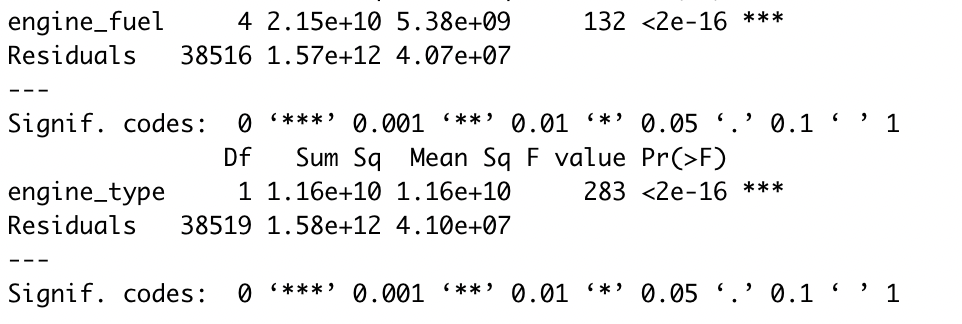 engine_fuel 4 2.15e+10 5.38e+09 132 <2e-16 ***
Residuals 38516 1.57e+12 4.07e+07
---
Signif. codes: 0 ‘***’ 0.001 ‘**’ 0.01 ‘*’ 0.05 ‘.’ 0.1 ‘ ’ 1
Df Sum Sq Mean Sq F value Pr(>F)
engine_type 1 1.16e+10 1.16e+10 283 <2e-16 ***
Residuals 38519 1.58e+12 4.10e+07
---
Signif. codes: 0 ‘***’ 0.001 ‘**’ 0.01 ‘*’ 0.05 ‘.’ 0.1 ‘ ’ 1